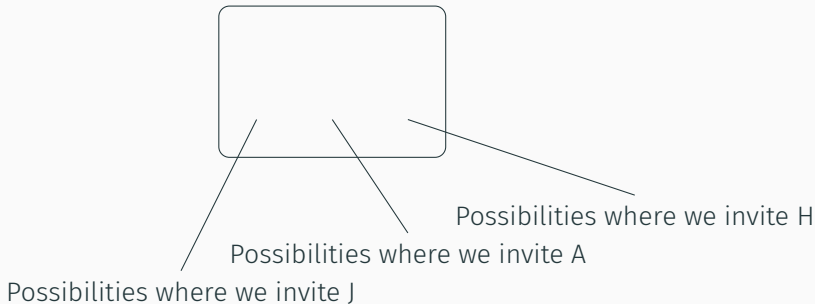 Possibilities where we invite H
Possibilities where we invite A
Possibilities where we invite J